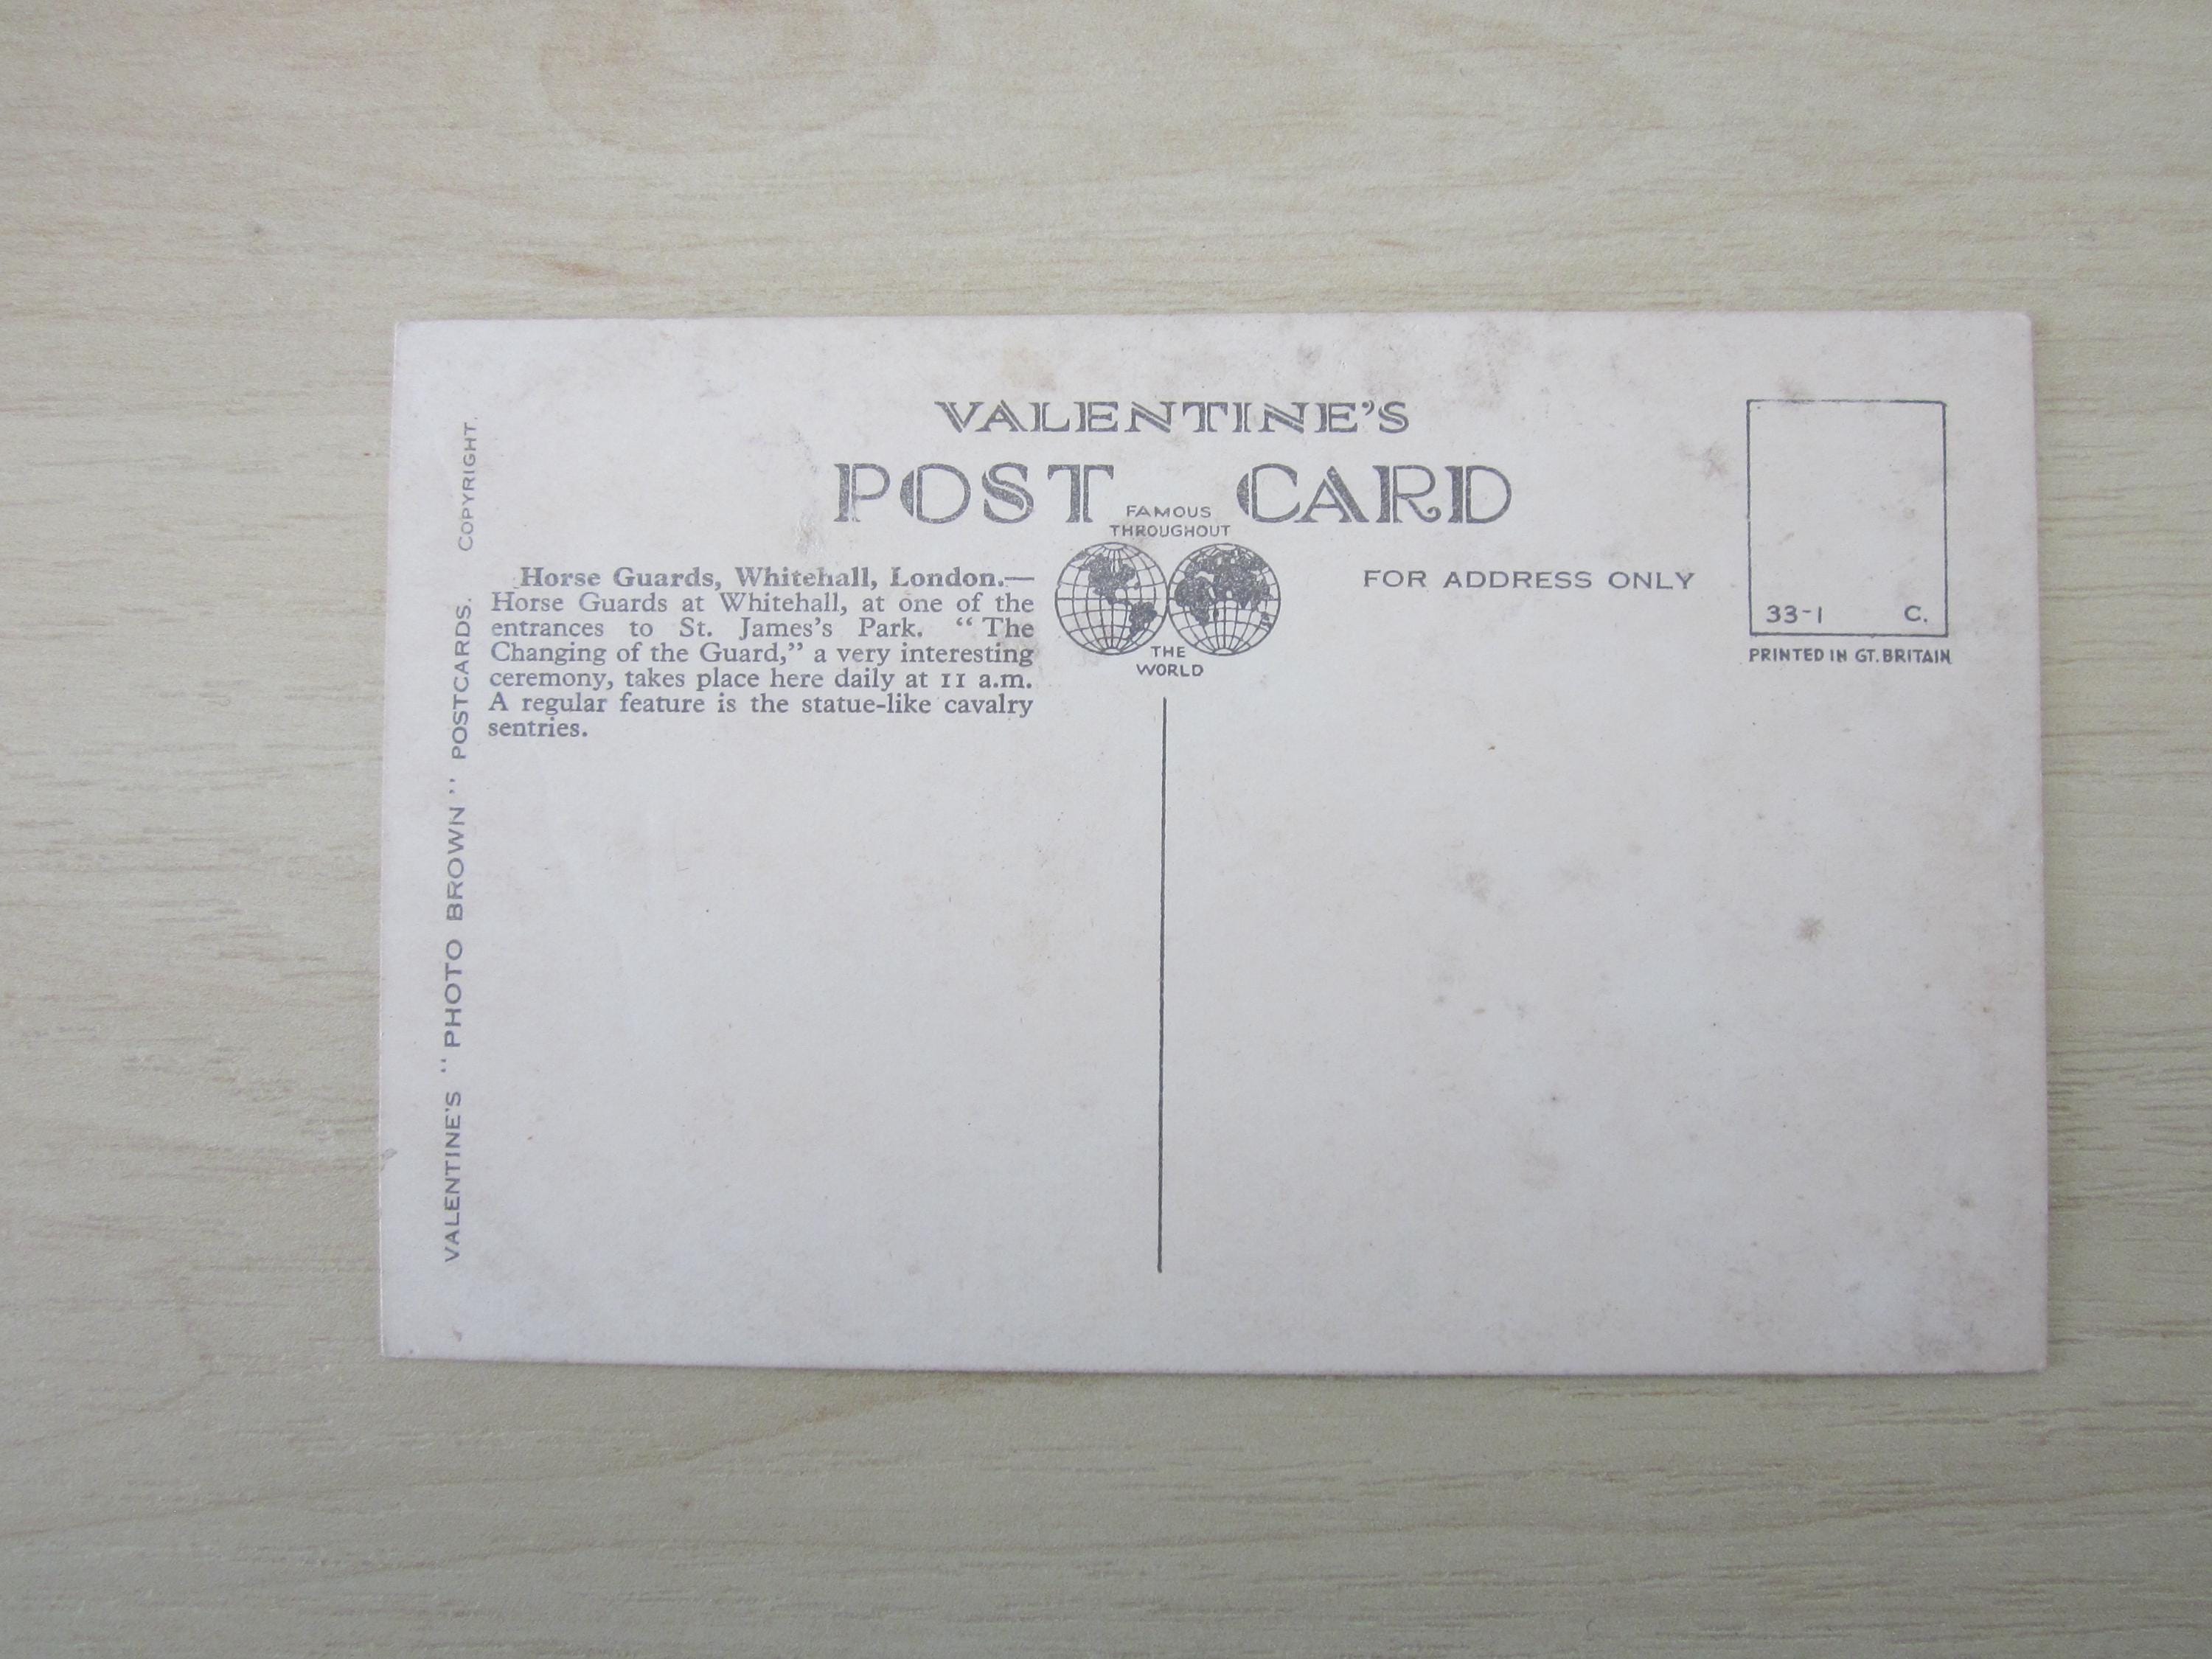 VALENTINE'S
POST CARD
FAMOUS
THROUGHOUT
THE
WORLD
Horse Guards, Whitehall, London.—
Horse Guards at Whitehall, at one of the
entrances to St. James's Park. “The
Changing of the Guard,” a very interesting
ceremony, takes place here daily at 11 a.m.
A regular feature is the statue-like cavalry
sentries.
FOR ADDRESS ONLY
33-1 C.
PRINTED IN GT. BRITAIN
VALENTINE'S “PHOTO BROWN” POSTCARDS. COPYRIGHT.